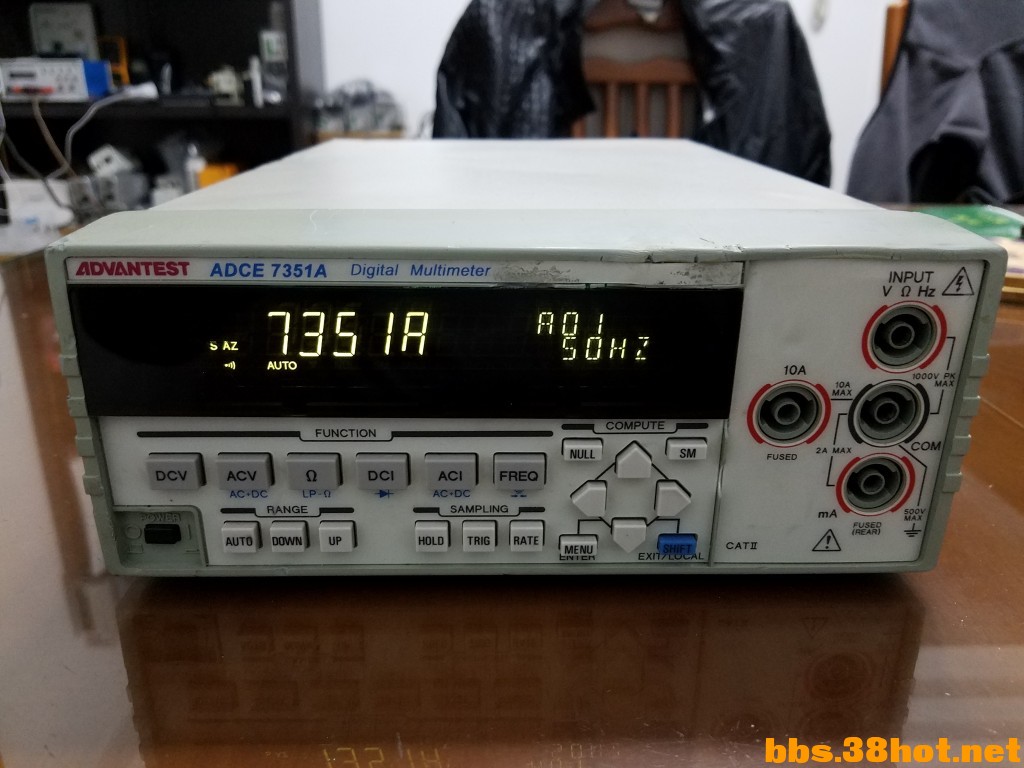 ADVANTEST ADCE 7351A Digital Multimeter
7351A A01
S AZ 50HZ
AUTO
INPUT
V Ω Hz
10A
10A MAX
1000V PK MAX
FUSED
2A MAX
COM
mA
FUSED (REAR)
500V MAX
CAT II
FUNCTION
DCV ACV Ω DCI ACI FREQ
AC+DC LP-Ω AC+DC
COMPUTE
NULL SM
RANGE
AUTO DOWN UP
SAMPLING
HOLD TRIG RATE
MENU SHIFT
ENTER EXIT/LOCAL
POWER
bbs.38hot.net